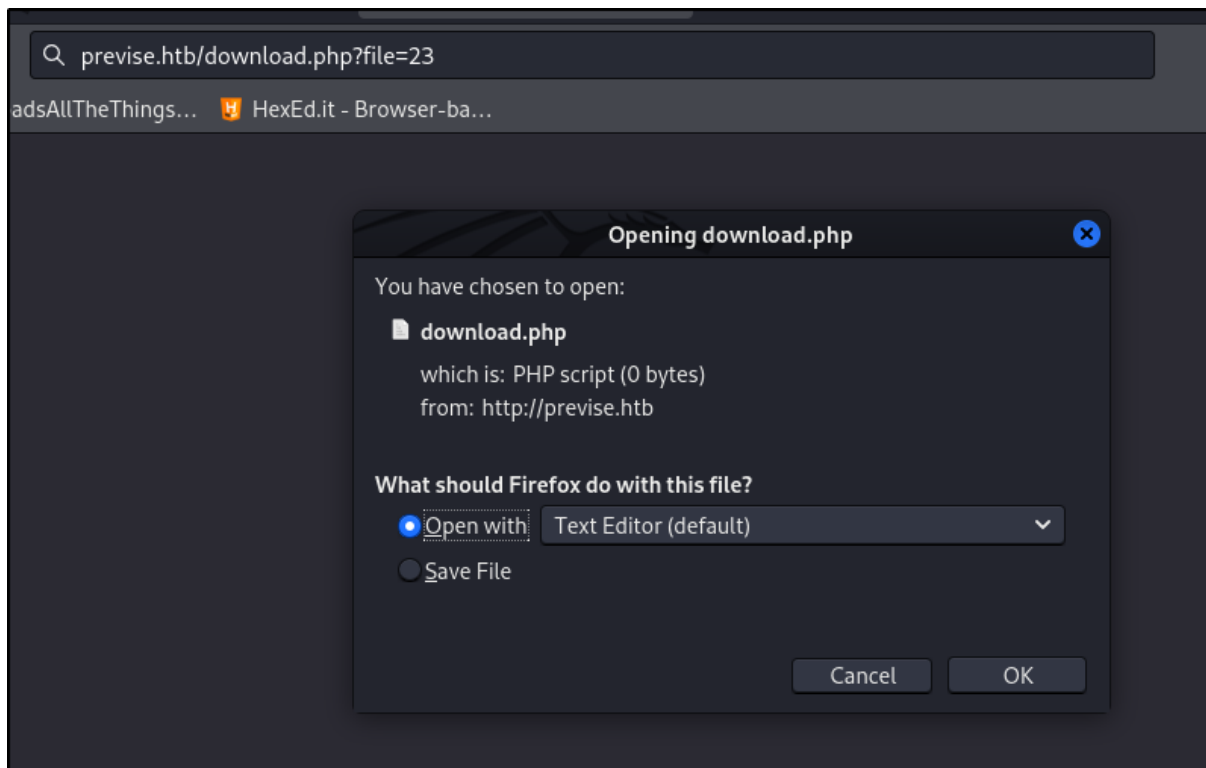 previse.htb/download.php?file=23
adsAllTheThings... HexEd.it - Browser-ba...
Opening download.php
You have chosen to open:
download.php
which is: PHP script (0 bytes)
from: http://previse.htb
What should Firefox do with this file?
Open with Text Editor (default)
Save File
Cancel OK